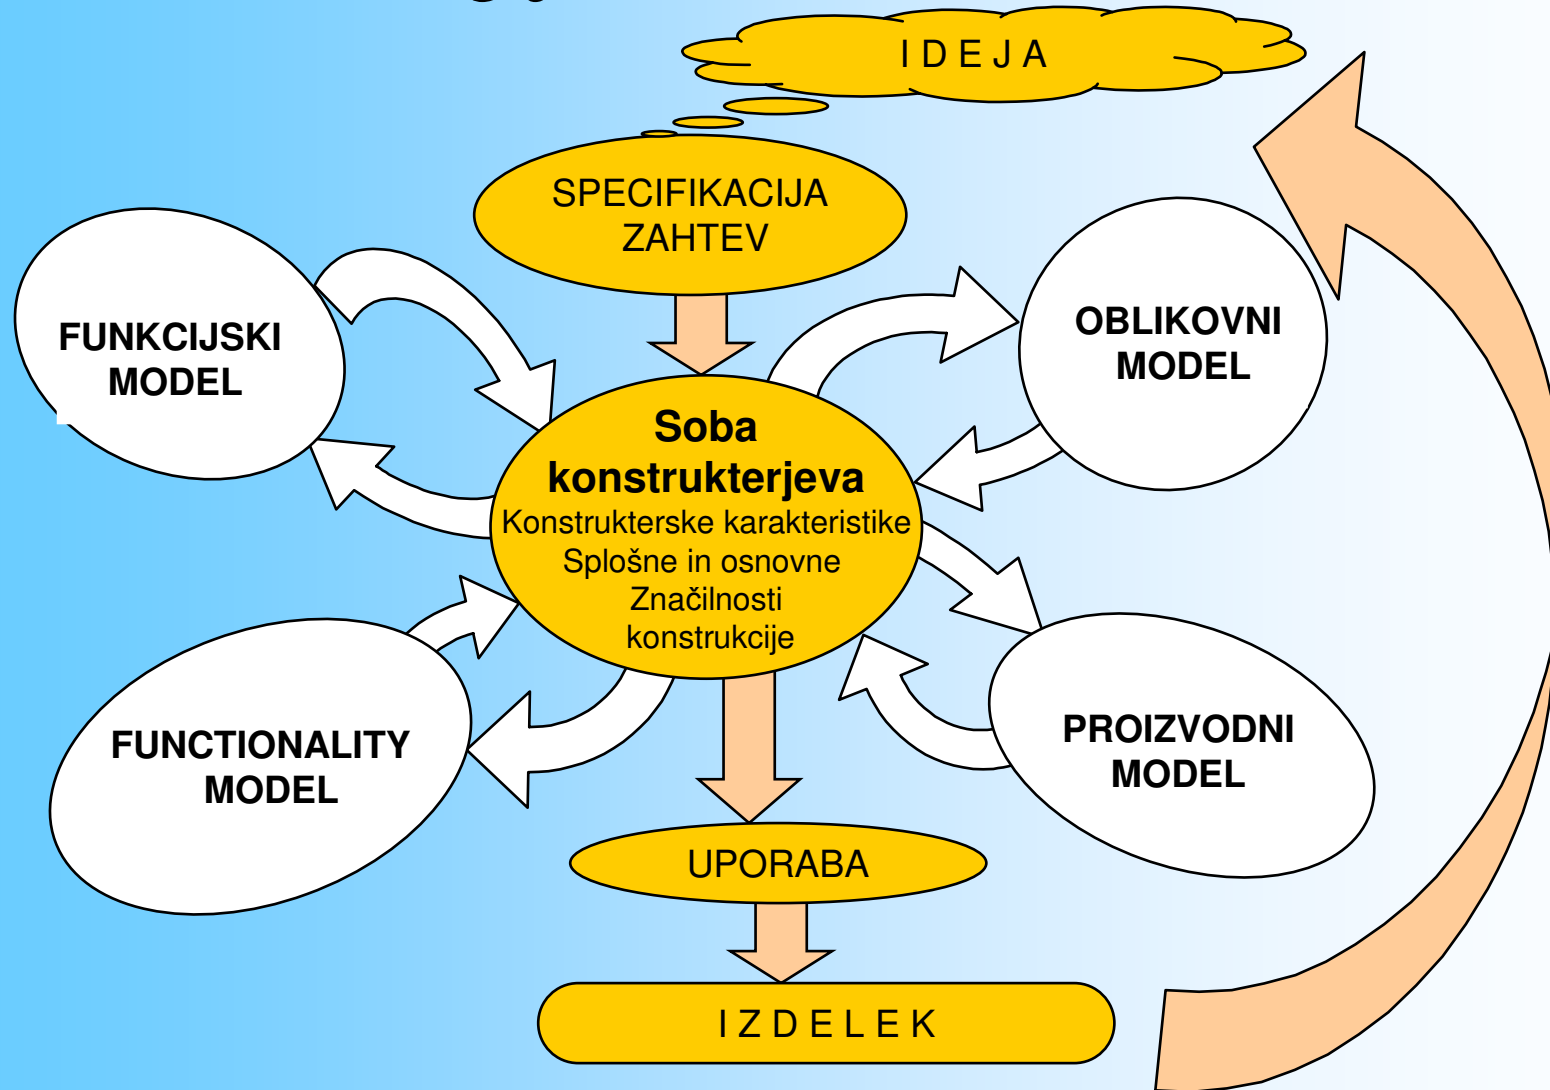 I D E J A
SPECIFIKACIJA
ZAHTEV
FUNKCIJSKI
MODEL
OBLIKOVNI
MODEL
Soba
konstrukterjeva
Konstrukterske karakteristike
Splošne in osnovne
Značilnosti
konstrukcije
FUNCTIONALITY
MODEL
PROIZVODNI
MODEL
UPORABA
I Z D E L E K